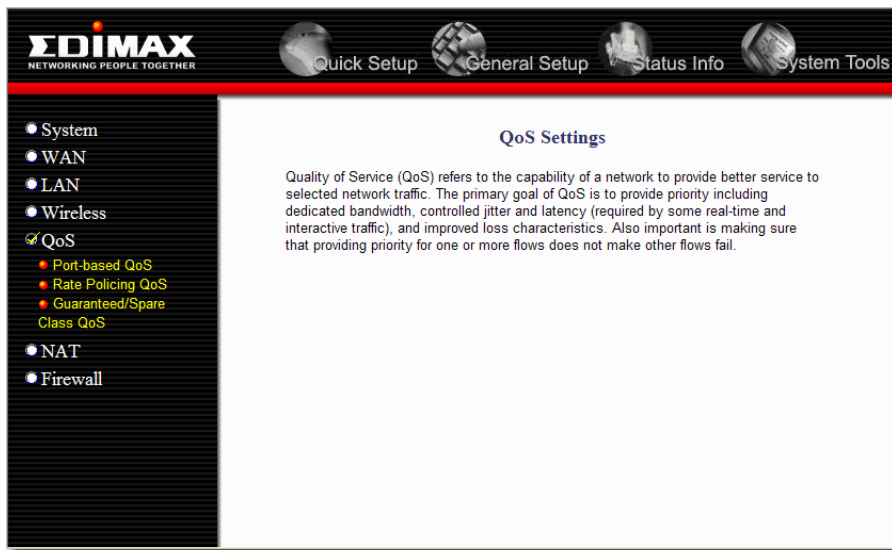 EDIMAX
NETWORKING PEOPLE TOGETHER
Quick Setup
General Setup
Status Info
System Tools
System
WAN
LAN
Wireless
QoS
Port-based QoS
Rate Policing QoS
Guaranteed/Spare
Class QoS
NAT
Firewall
QoS Settings
Quality of Service (QoS) refers to the capability of a network to provide better service to
selected network traffic. The primary goal of QoS is to provide priority including
dedicated bandwidth, controlled jitter and latency (required by some real-time and
interactive traffic), and improved loss characteristics. Also important is making sure
that providing priority for one or more flows does not make other flows fail.